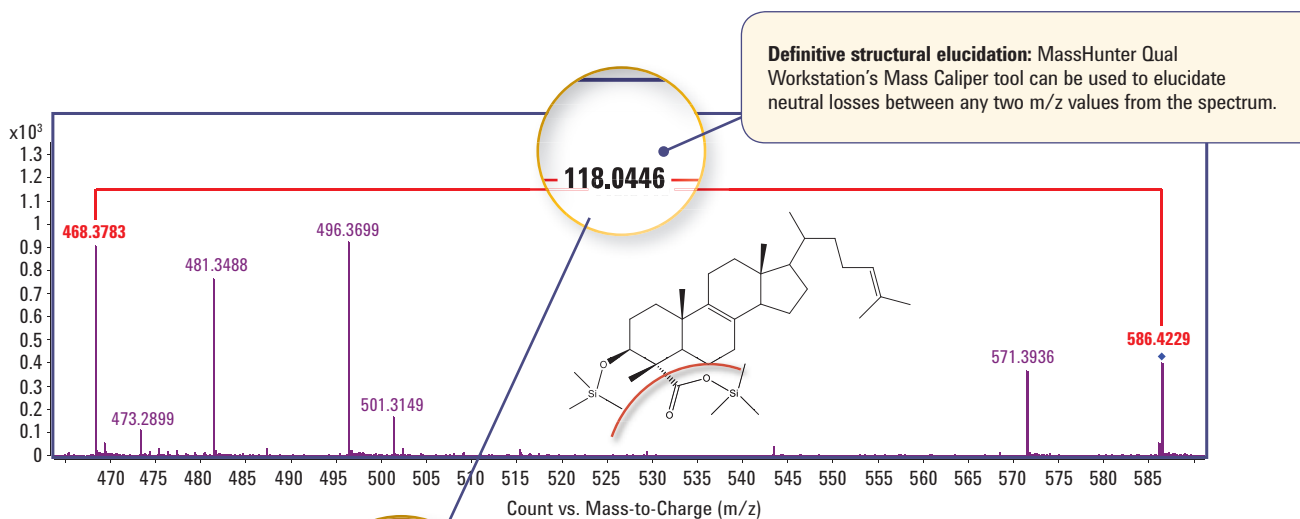 Definitive structural elucidation: MassHunter Qual
Workstation's Mass Caliper tool can be used to elucidate
neutral losses between any two m/z values from the spectrum.
x10³
1.3
1.2
1.1
1
0.9
0.8
0.7
0.6
0.5
0.4
0.3
0.2
0.1
0
118.0446
468.3783
481.3488
473.2899
496.3699
501.3149
571.3936
586.4229
O
Si
O
O
Si
470 475 480 485 490 495 500 505 510 515 520 525 530 535 540 545 550 555 560 565 570 575 580 585
Count vs. Mass-to-Charge (m/z)